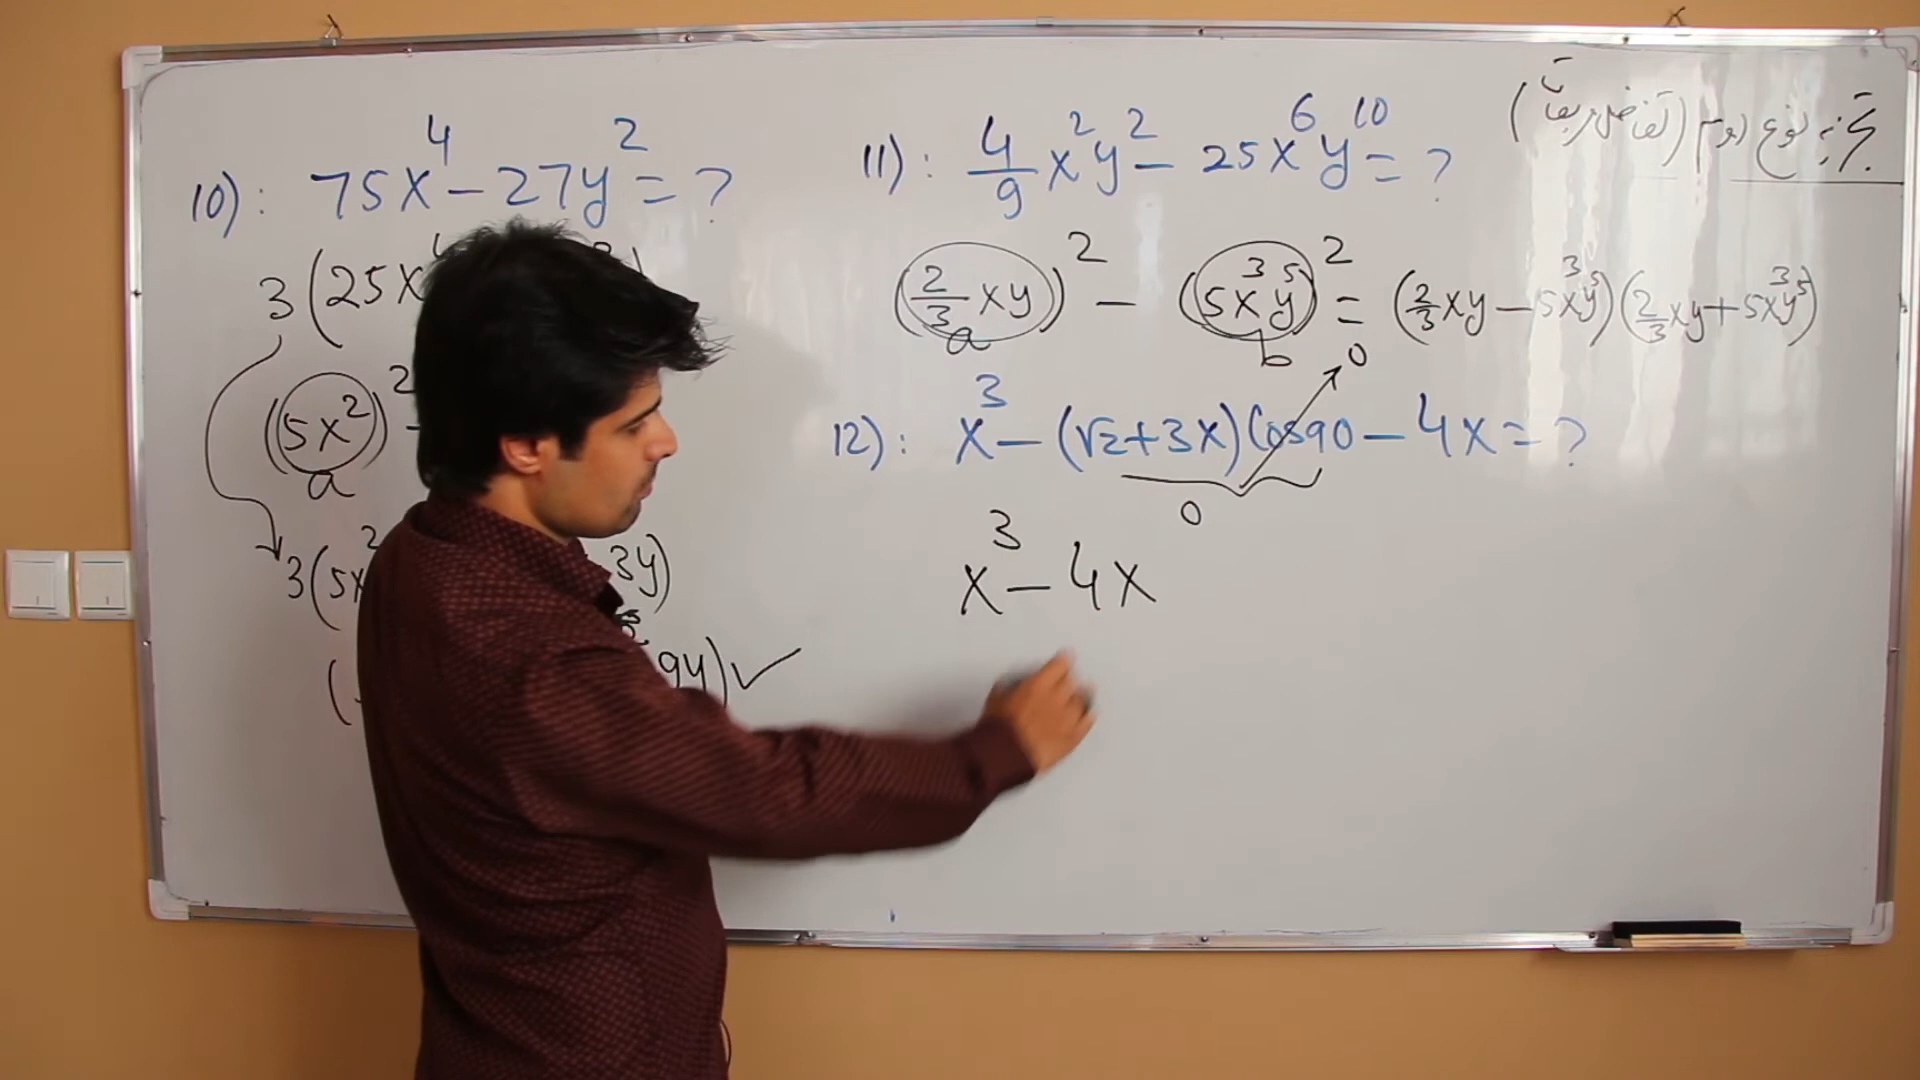 تجزیه نوع دوم (تفاضل مربعات)
10): 75x⁴ - 27y² = ?
3(25x
(5x²)² -
a
3(5x² 3y)
9y) ✓
11): 4/9 x²y² - 25x⁶y¹⁰ = ?
(2/3 xy)² - (5x³y⁵)² = (2/3 xy - 5x³y⁵)(2/3 xy + 5x³y⁵)
a b
0
12): x³ - (√2+3x)Cos90 - 4x = ?
0
x³ - 4x